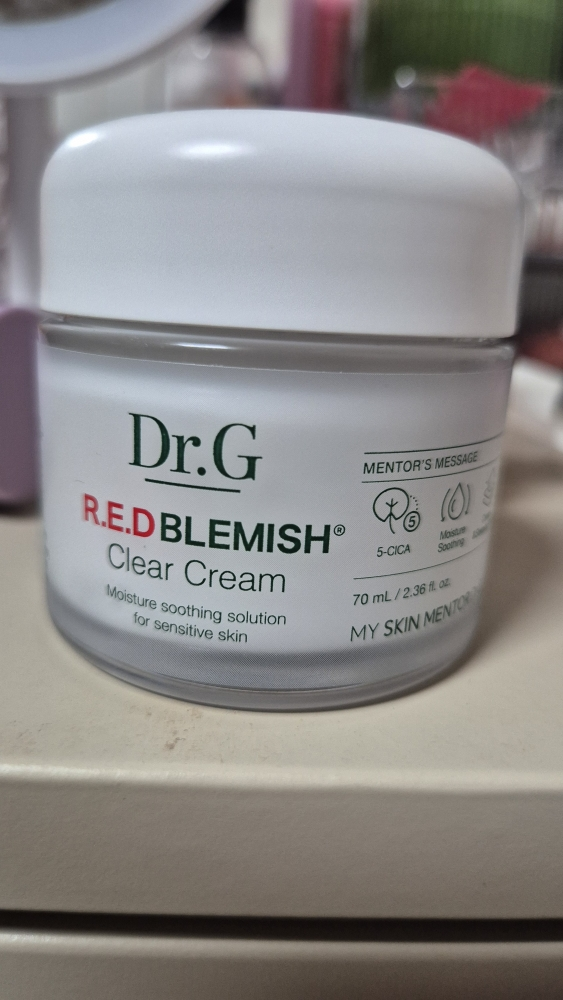 Dr.G
R.E.D BLEMISH®
Clear Cream
Moisture soothing solution
for sensitive skin
MENTOR'S MESSAGE
5
5-CICA
Moisture
Soothing
70 mL / 2.36 fl. oz.
MY SKIN MENTOR